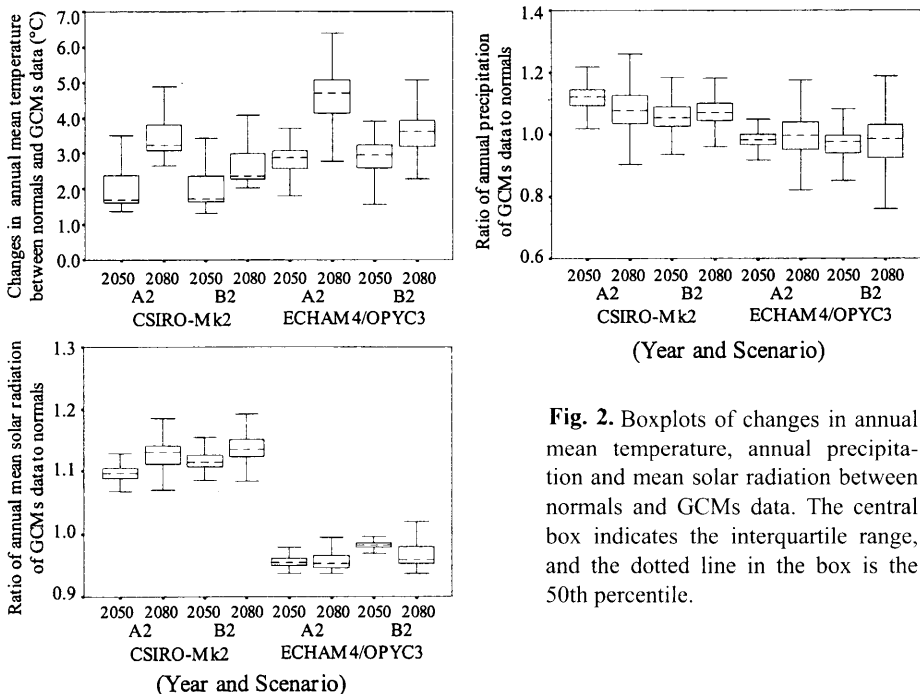 Changes in annual mean temperature
between normals and GCMs data (°C)
7.0
6.0
5.0
4.0
3.0
2.0
1.0
0.0
2050 2080 2050 2080 2050 2080 2050 2080
A2 B2 A2 B2
CSIRO-Mk2 ECHAM4/OPYC3
Ratio of annual precipitation
of GCMs data to normals
1.4
1.2
1.0
0.8
0.6
2050 2080 2050 2080 2050 2080 2050 2080
A2 B2 A2 B2
CSIRO-Mk2 ECHAM4/OPYC3
(Year and Scenario)
Ratio of annual mean solar radiation
of GCMs data to normals
1.3
1.2
1.1
1.0
0.9
2050 2080 2050 2080 2050 2080 2050 2080
A2 B2 A2 B2
CSIRO-Mk2 ECHAM4/OPYC3
(Year and Scenario)
Fig. 2. Boxplots of changes in annual
mean temperature, annual precipita-
tion and mean solar radiation between
normals and GCMs data. The central
box indicates the interquartile range,
and the dotted line in the box is the
50th percentile.